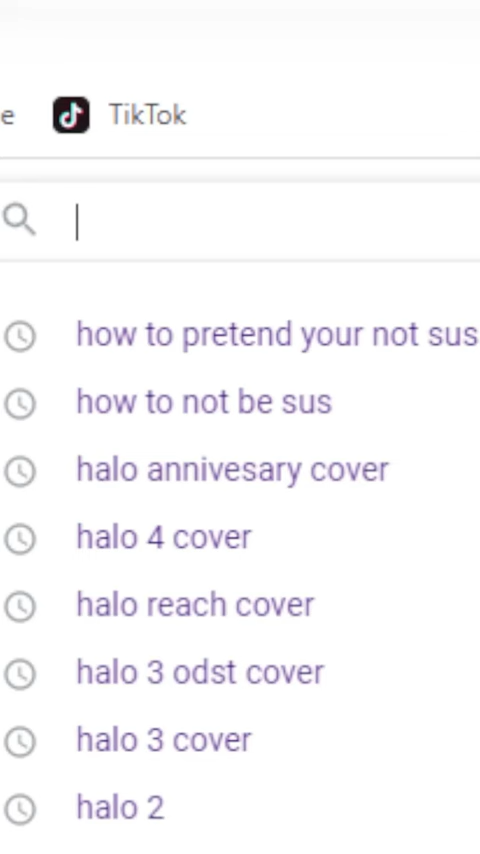 e TikTok
how to pretend your not sus
how to not be sus
halo annivesary cover
halo 4 cover
halo reach cover
halo 3 odst cover
halo 3 cover
halo 2